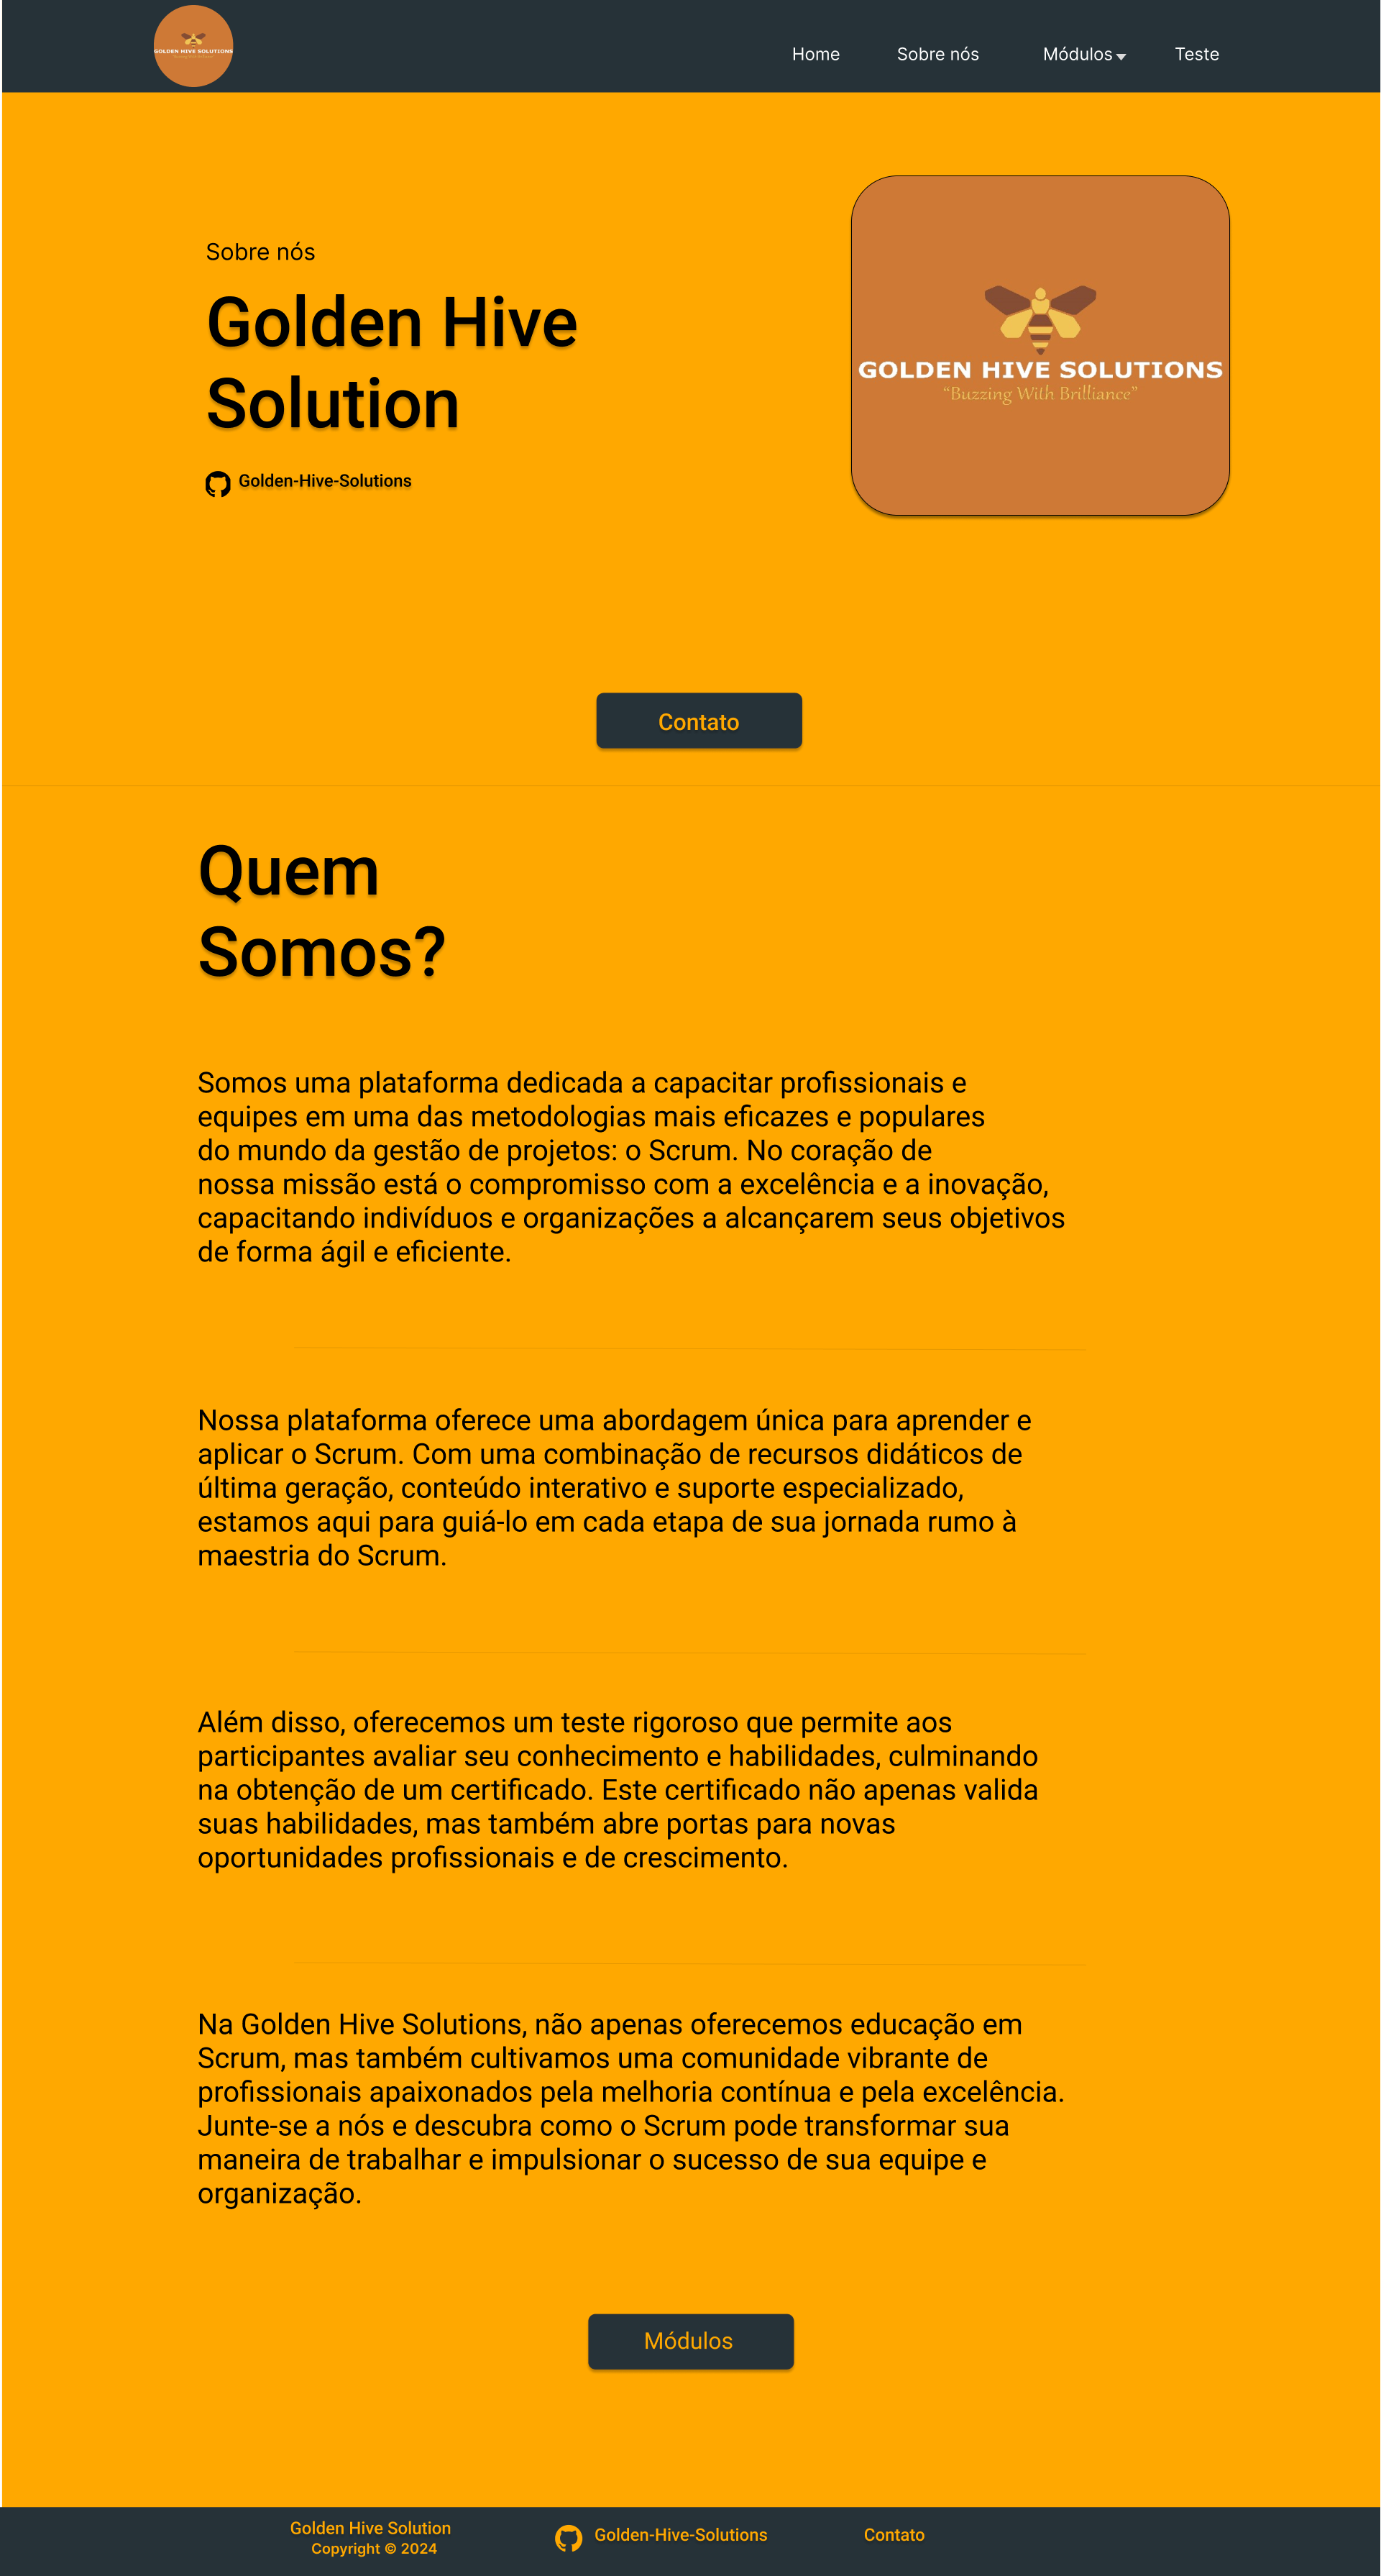 GOLDEN HIVE SOLUTIONS
Home Sobre nós Módulos Teste
Sobre nós
Golden Hive
Solution
Golden-Hive-Solutions
GOLDEN HIVE SOLUTIONS
“Buzzing With Brilliance”
Contato
Quem
Somos?
Somos uma plataforma dedicada a capacitar profissionais e
equipes em uma das metodologias mais eficazes e populares
do mundo da gestão de projetos: o Scrum. No coração de
nossa missão está o compromisso com a excelência e a inovação,
capacitando indivíduos e organizações a alcançarem seus objetivos
de forma ágil e eficiente.
Nossa plataforma oferece uma abordagem única para aprender e
aplicar o Scrum. Com uma combinação de recursos didáticos de
última geração, conteúdo interativo e suporte especializado,
estamos aqui para guiá-lo em cada etapa de sua jornada rumo à
maestria do Scrum.
Além disso, oferecemos um teste rigoroso que permite aos
participantes avaliar seu conhecimento e habilidades, culminando
na obtenção de um certificado. Este certificado não apenas valida
suas habilidades, mas também abre portas para novas
oportunidades profissionais e de crescimento.
Na Golden Hive Solutions, não apenas oferecemos educação em
Scrum, mas também cultivamos uma comunidade vibrante de
profissionais apaixonados pela melhoria contínua e pela excelência.
Junte-se a nós e descubra como o Scrum pode transformar sua
maneira de trabalhar e impulsionar o sucesso de sua equipe e
organização.
Módulos
Golden Hive Solution
Copyright © 2024
Golden-Hive-Solutions
Contato